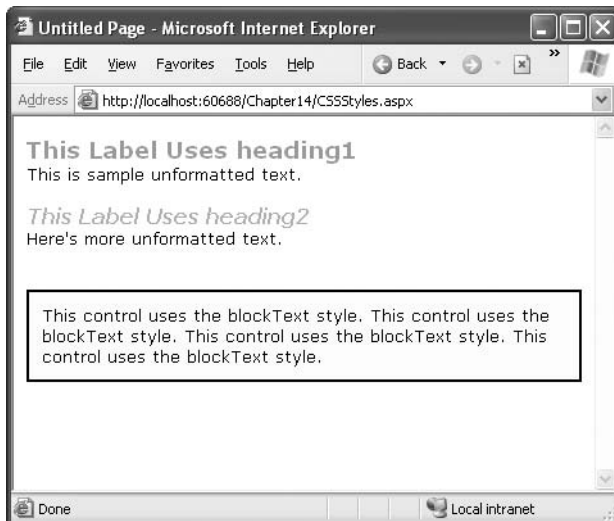 Untitled Page - Microsoft Internet Explorer
File Edit View Favorites Tools Help Back »
Address http://localhost:60688/Chapter14/CSSStyles.aspx
This Label Uses heading1
This is sample unformatted text.
This Label Uses heading2
Here's more unformatted text.
This control uses the blockText style. This control uses the
blockText style. This control uses the blockText style. This
control uses the blockText style.
Done Local intranet